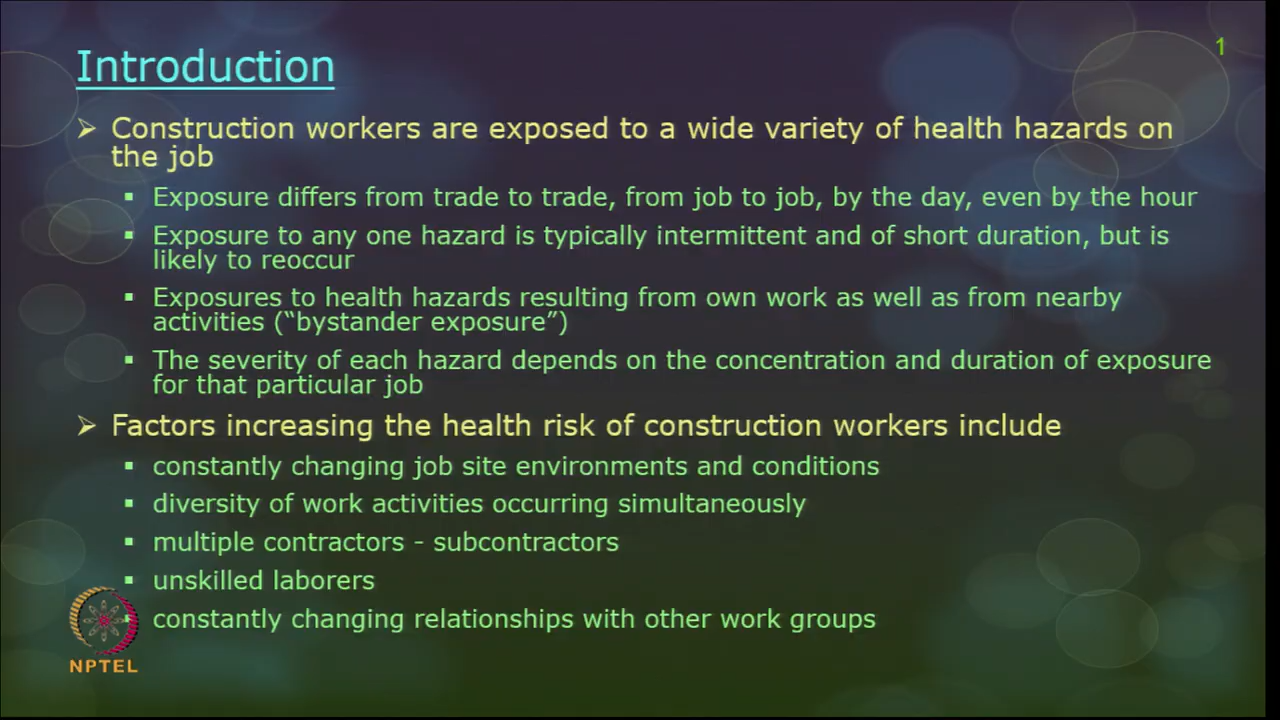 1
Introduction
➢ Construction workers are exposed to a wide variety of health hazards on
the job
▪ Exposure differs from trade to trade, from job to job, by the day, even by the hour
▪ Exposure to any one hazard is typically intermittent and of short duration, but is
likely to reoccur
▪ Exposures to health hazards resulting from own work as well as from nearby
activities (“bystander exposure”)
▪ The severity of each hazard depends on the concentration and duration of exposure
for that particular job
➢ Factors increasing the health risk of construction workers include
▪ constantly changing job site environments and conditions
▪ diversity of work activities occurring simultaneously
▪ multiple contractors - subcontractors
▪ unskilled laborers
▪ constantly changing relationships with other work groups
NPTEL